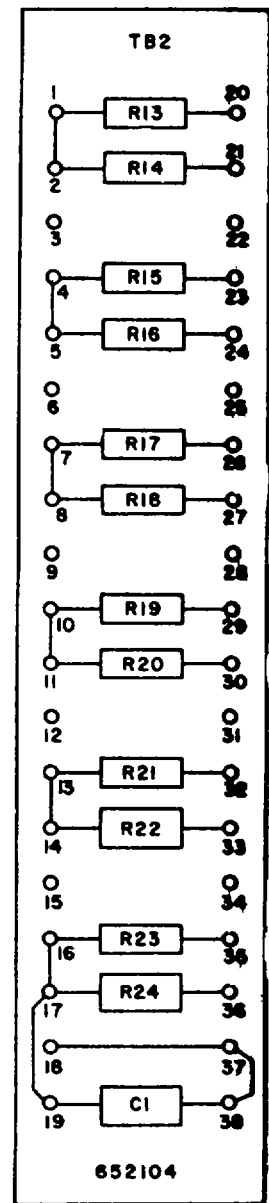 TB2
1 R13 20
2 R14 21
3 22
4 R15 23
5 R16 24
6 25
7 R17 26
8 R18 27
9 28
10 R19 29
11 R20 30
12 31
13 R21 32
14 R22 33
15 34
16 R23 35
17 R24 36
18 37
19 C1 38
652104